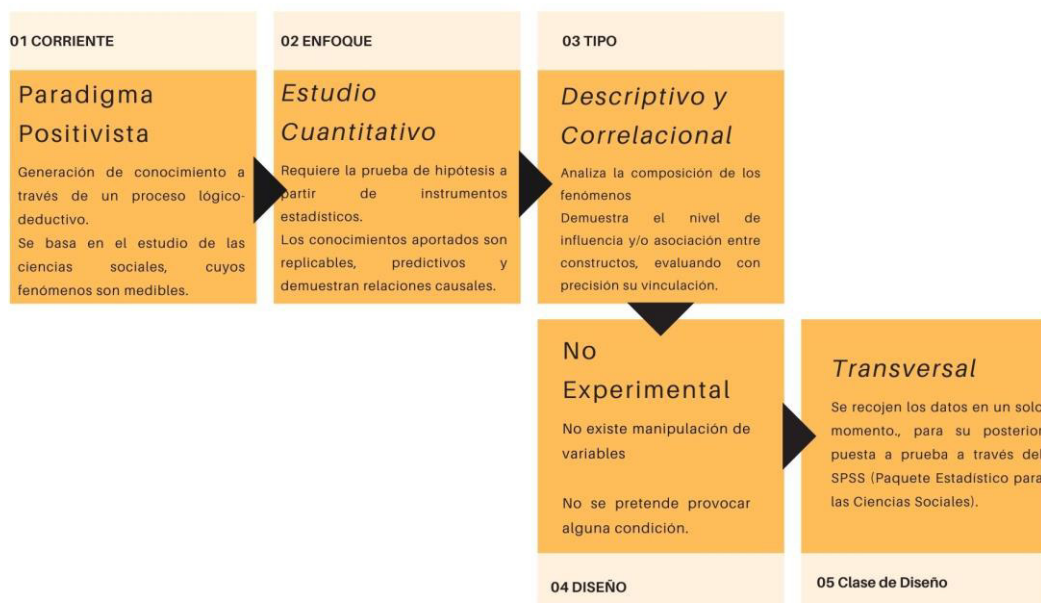 01 CORRIENTE
Paradigma
Positivista
Generación de conocimiento a
través de un proceso lógico-
deductivo.
Se basa en el estudio de las
ciencias sociales, cuyos
fenómenos son medibles.
02 ENFOQUE
Estudio
Cuantitativo
Requiere la prueba de hipótesis a
partir de instrumentos
estadísticos.
Los conocimientos aportados son
replicables, predictivos y
demuestran relaciones causales.
03 TIPO
Descriptivo y
Correlacional
Analiza la composición de los
fenómenos
Demuestra el nivel de
influencia y/o asociación entre
constructos, evaluando con
precisión su vinculación.
No
Experimental
No existe manipulación de
variables
No se pretende provocar
alguna condición.
04 DISEÑO
Transversal
Se recojen los datos en un solo
momento., para su posterior
puesta a prueba a través del
SPSS (Paquete Estadístico para
las Ciencias Sociales).
05 Clase de Diseño